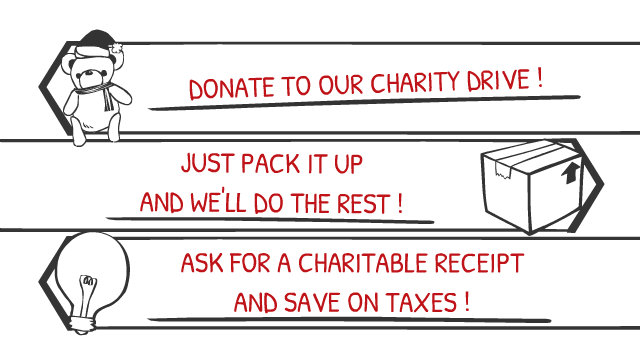 DONATE TO OUR CHARITY DRIVE !
JUST PACK IT UP
AND WE'LL DO THE REST !
ASK FOR A CHARITABLE RECEIPT
AND SAVE ON TAXES !